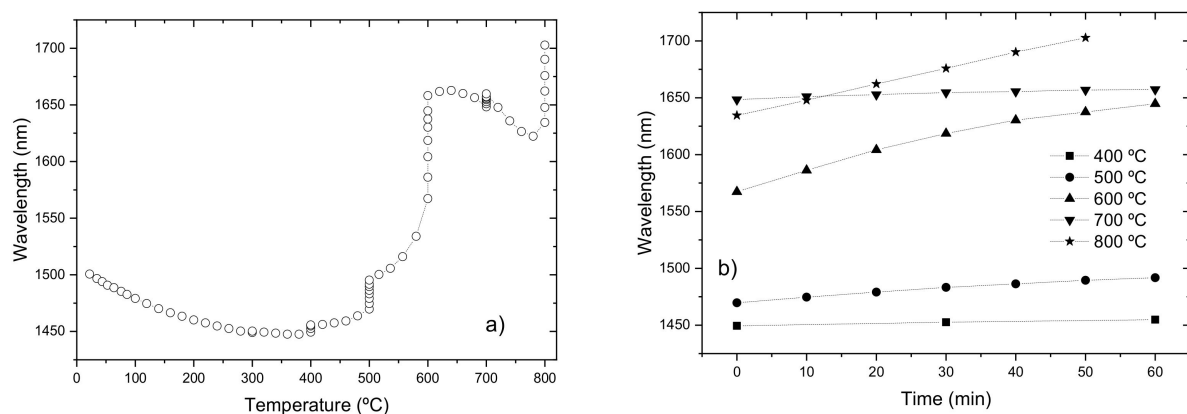 1700
1650
1600
1550
1500
1450
Wavelength (nm)
a)
0 100 200 300 400 500 600 700 800
Temperature (ºC)
1700
1650
1600
1550
1500
1450
Wavelength (nm)
400 ºC
500 ºC
600 ºC
700 ºC
800 ºC
b)
0 10 20 30 40 50 60
Time (min)